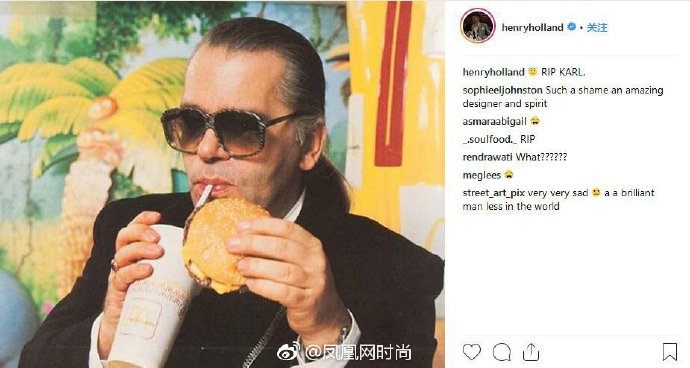 henryholland • 关注
henryholland 😢 RIP KARL.
sophieeljohnston Such a shame an amazing
designer and spirit
asmaraabigail 😩
_.soulfood._ RIP
rendrawati What??????
meglees 😩
street_art_pix very very sad 😢 a a brilliant
man less in the world
@凤凰网时尚